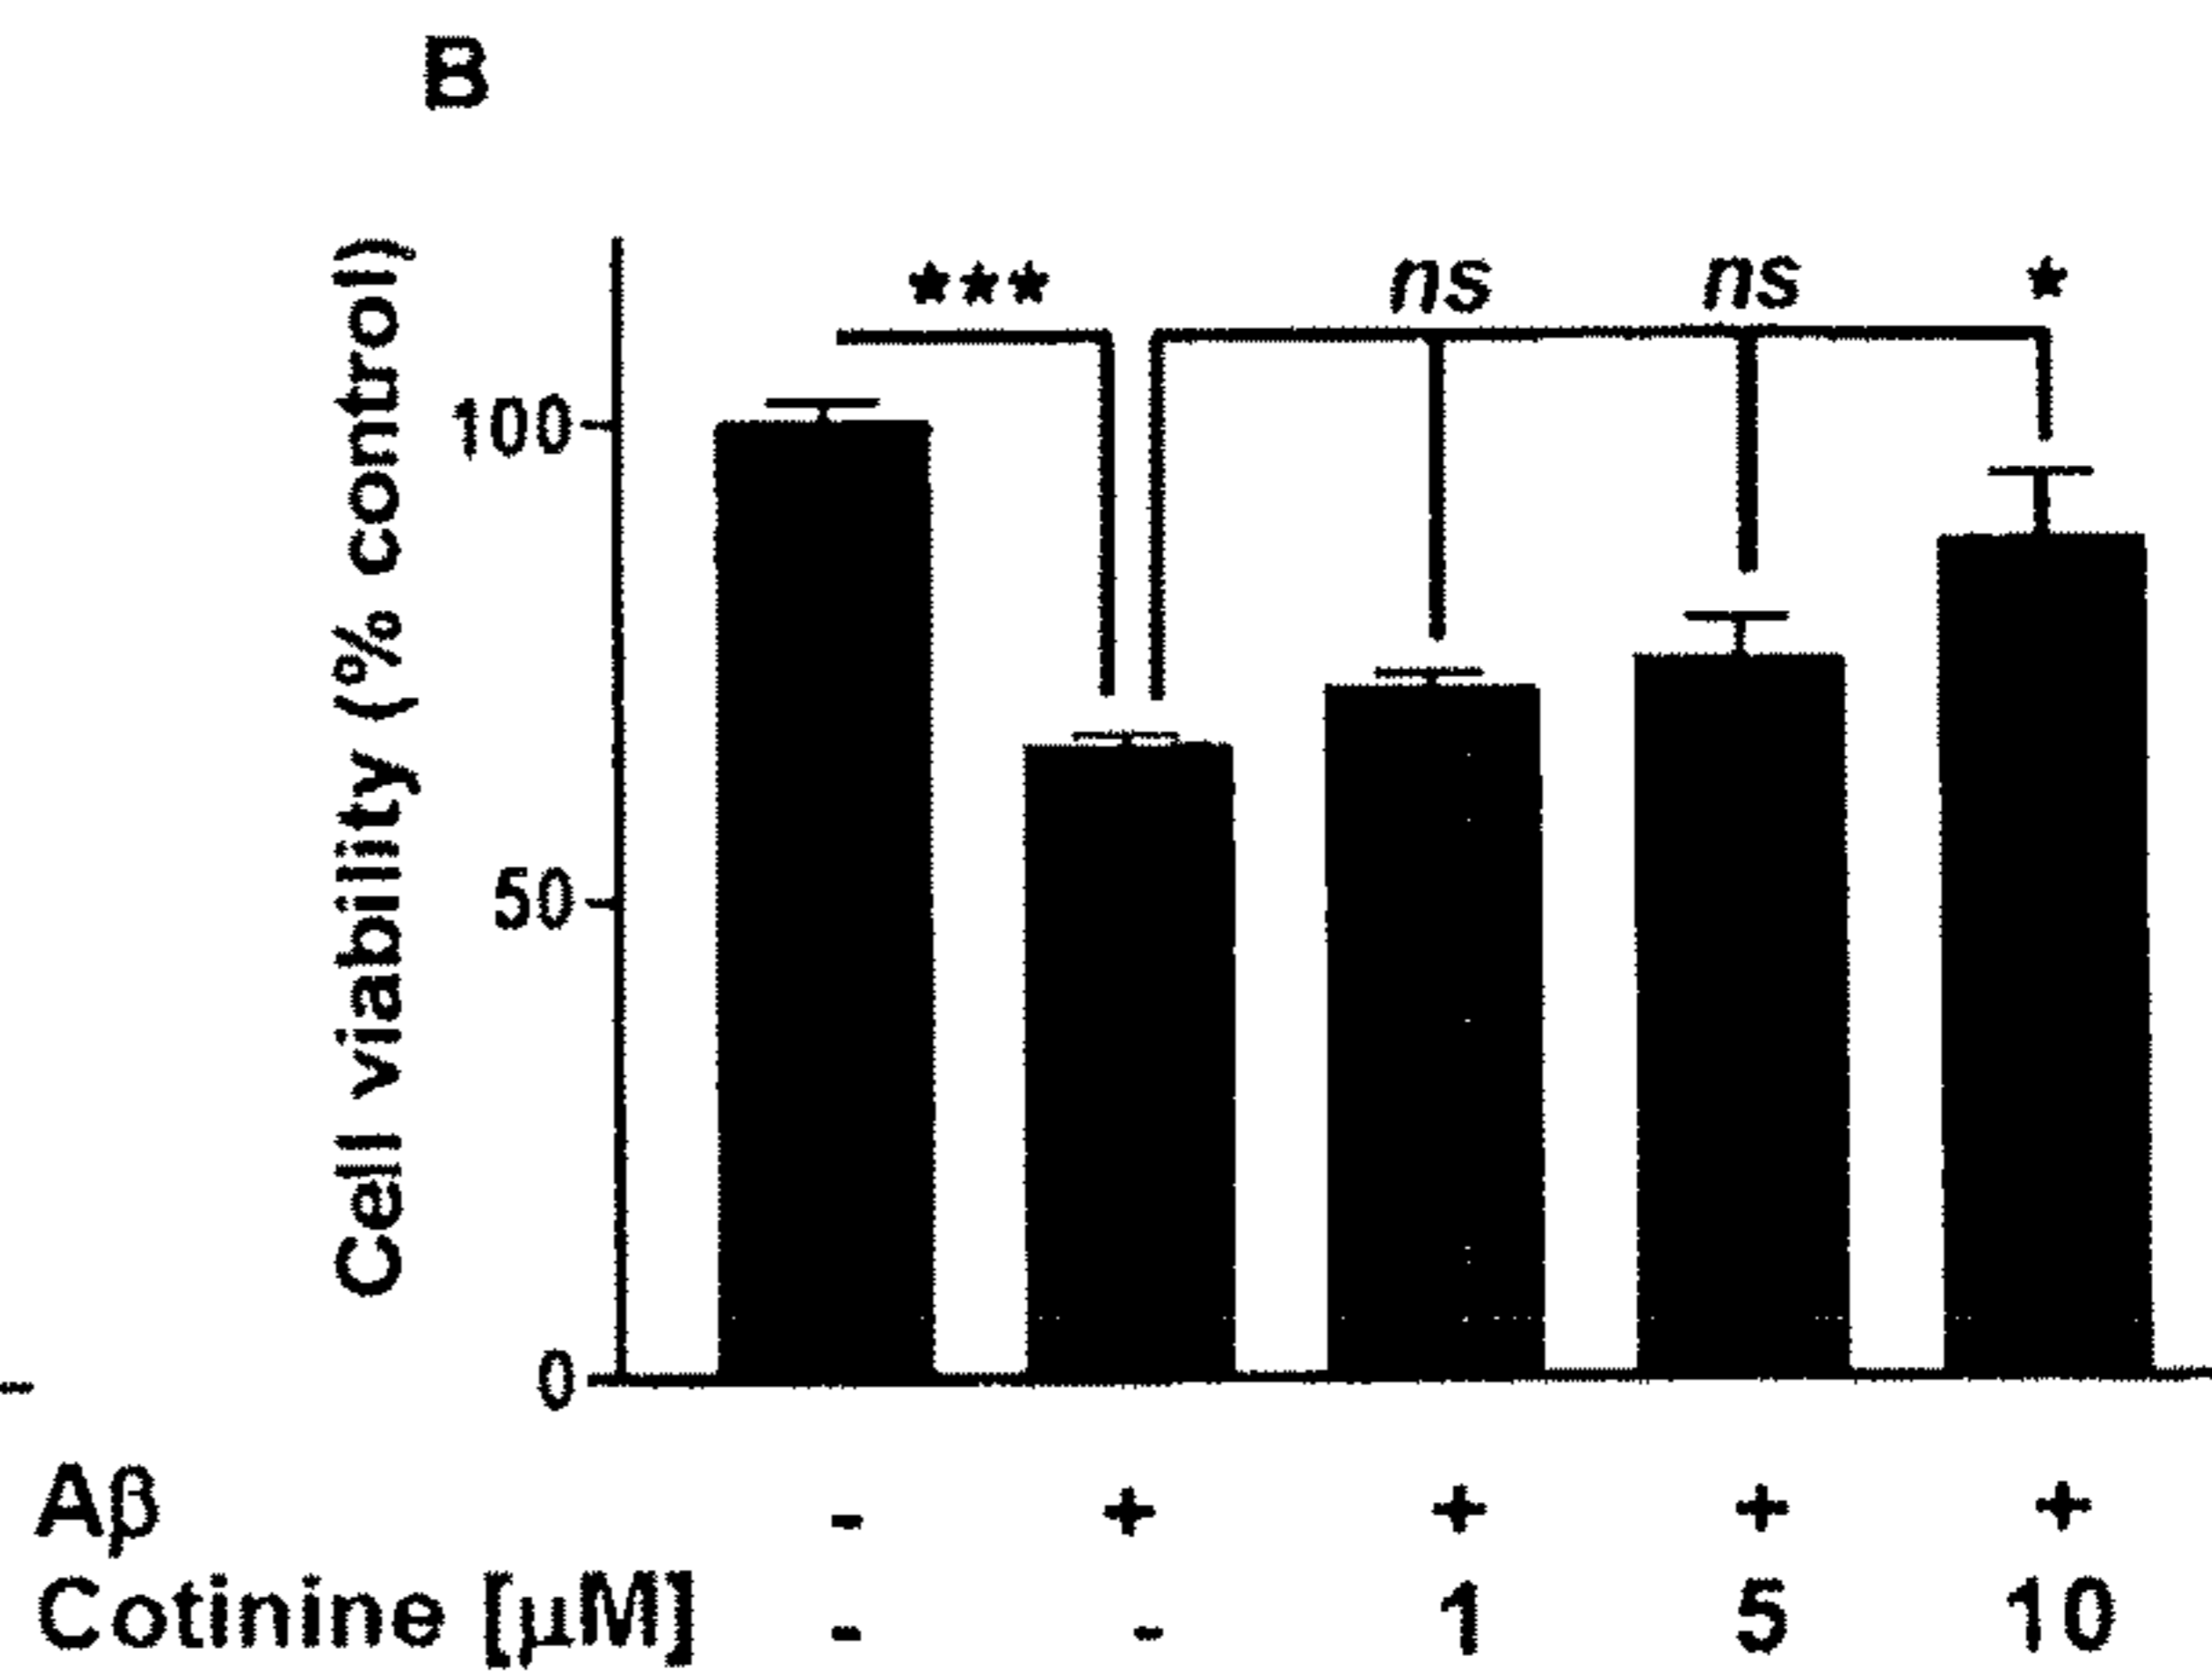 B
Cell viability (% control)
*** ns ns *
100
50
0
Aβ - + + + +
Cotinine [μM] - - 1 5 10